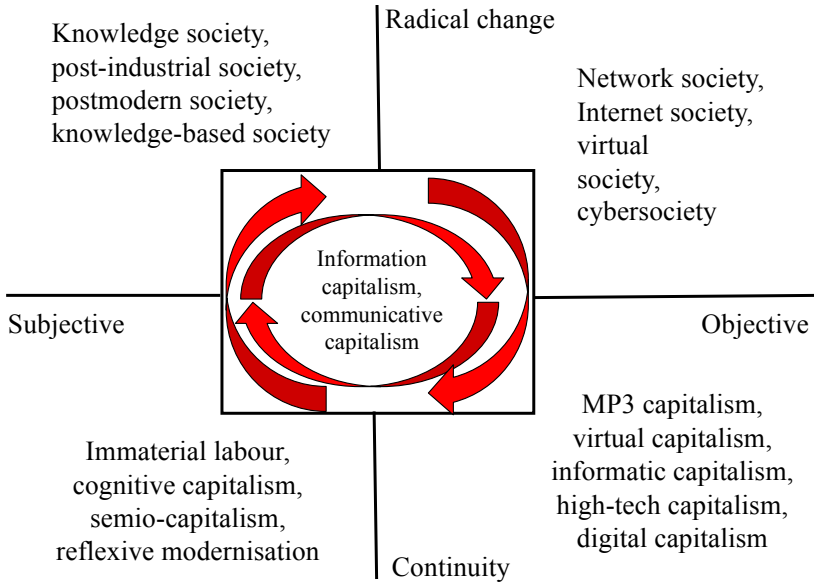 Radical change
Knowledge society,
post-industrial society,
postmodern society,
knowledge-based society
Network society,
Internet society,
virtual
society,
cybersociety
Information
capitalism,
communicative
capitalism
Subjective
Objective
Immaterial labour,
cognitive capitalism,
semio-capitalism,
reflexive modernisation
MP3 capitalism,
virtual capitalism,
informatic capitalism,
high-tech capitalism,
digital capitalism
Continuity